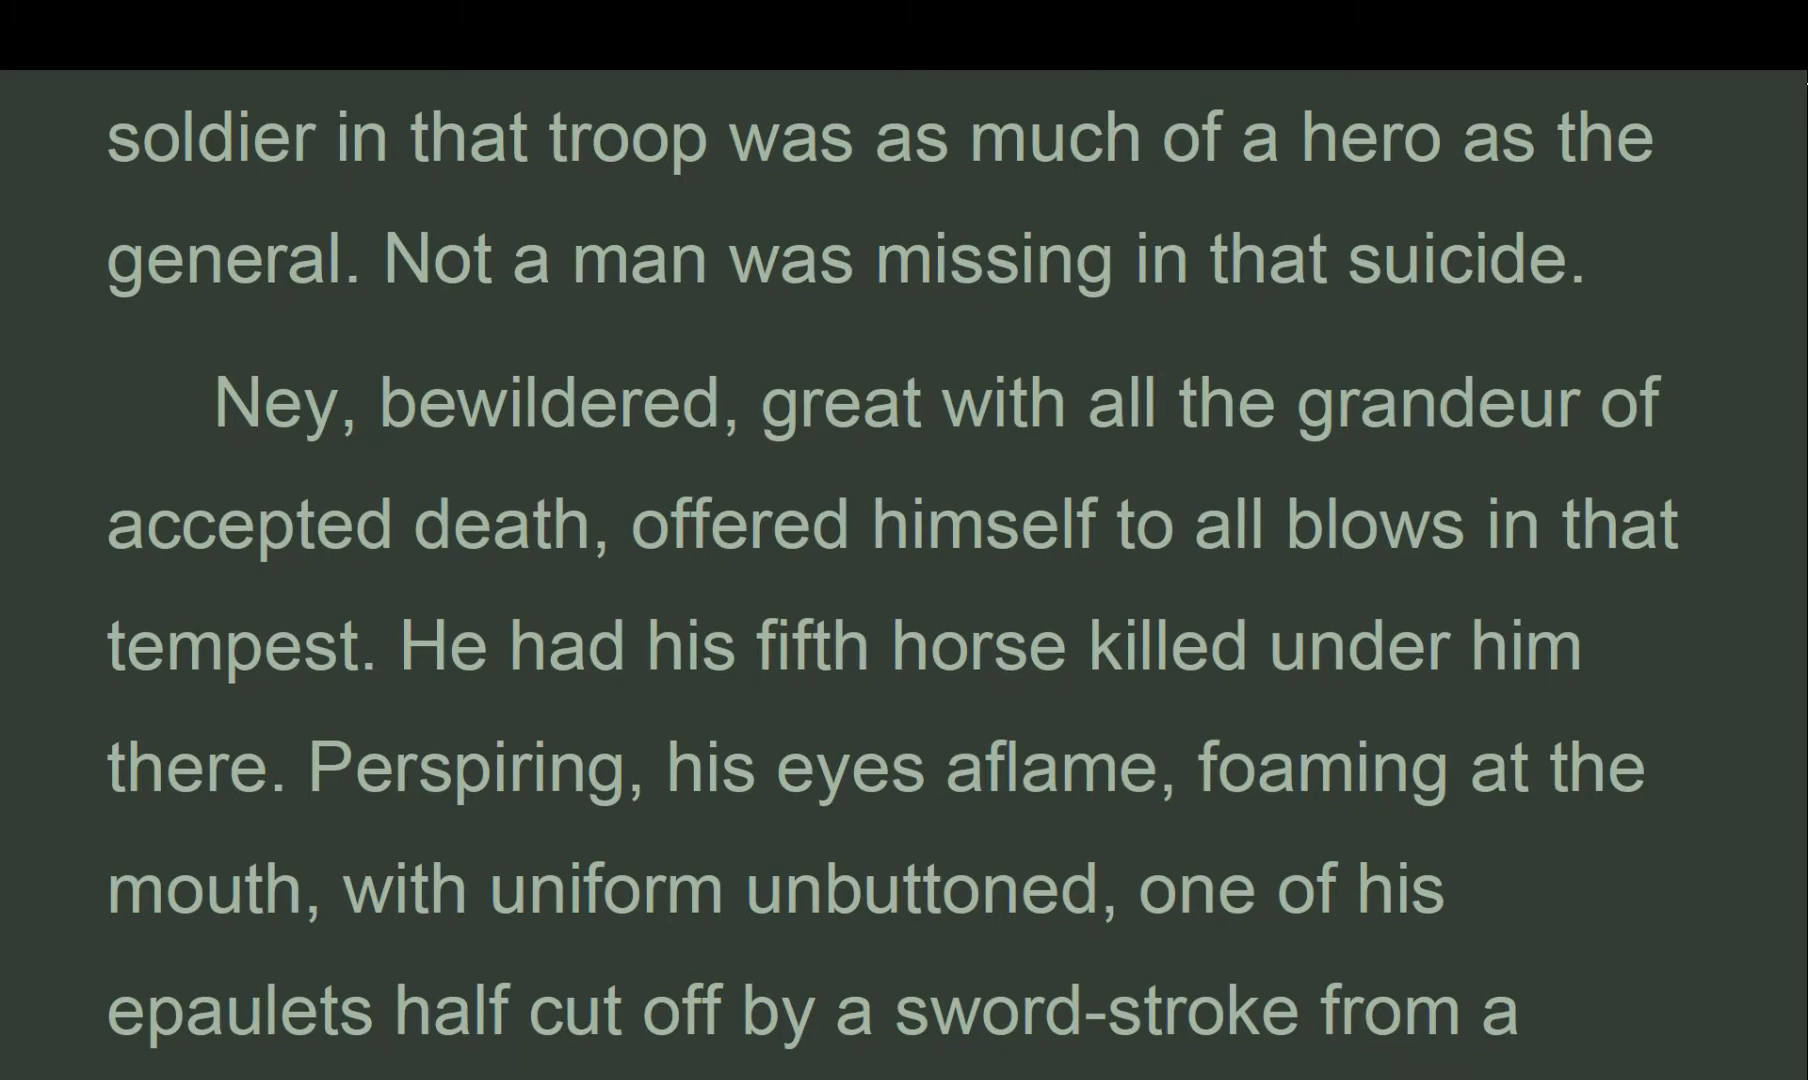 soldier in that troop was as much of a hero as the
general. Not a man was missing in that suicide.
Ney, bewildered, great with all the grandeur of
accepted death, offered himself to all blows in that
tempest. He had his fifth horse killed under him
there. Perspiring, his eyes aflame, foaming at the
mouth, with uniform unbuttoned, one of his
epaulets half cut off by a sword-stroke from a